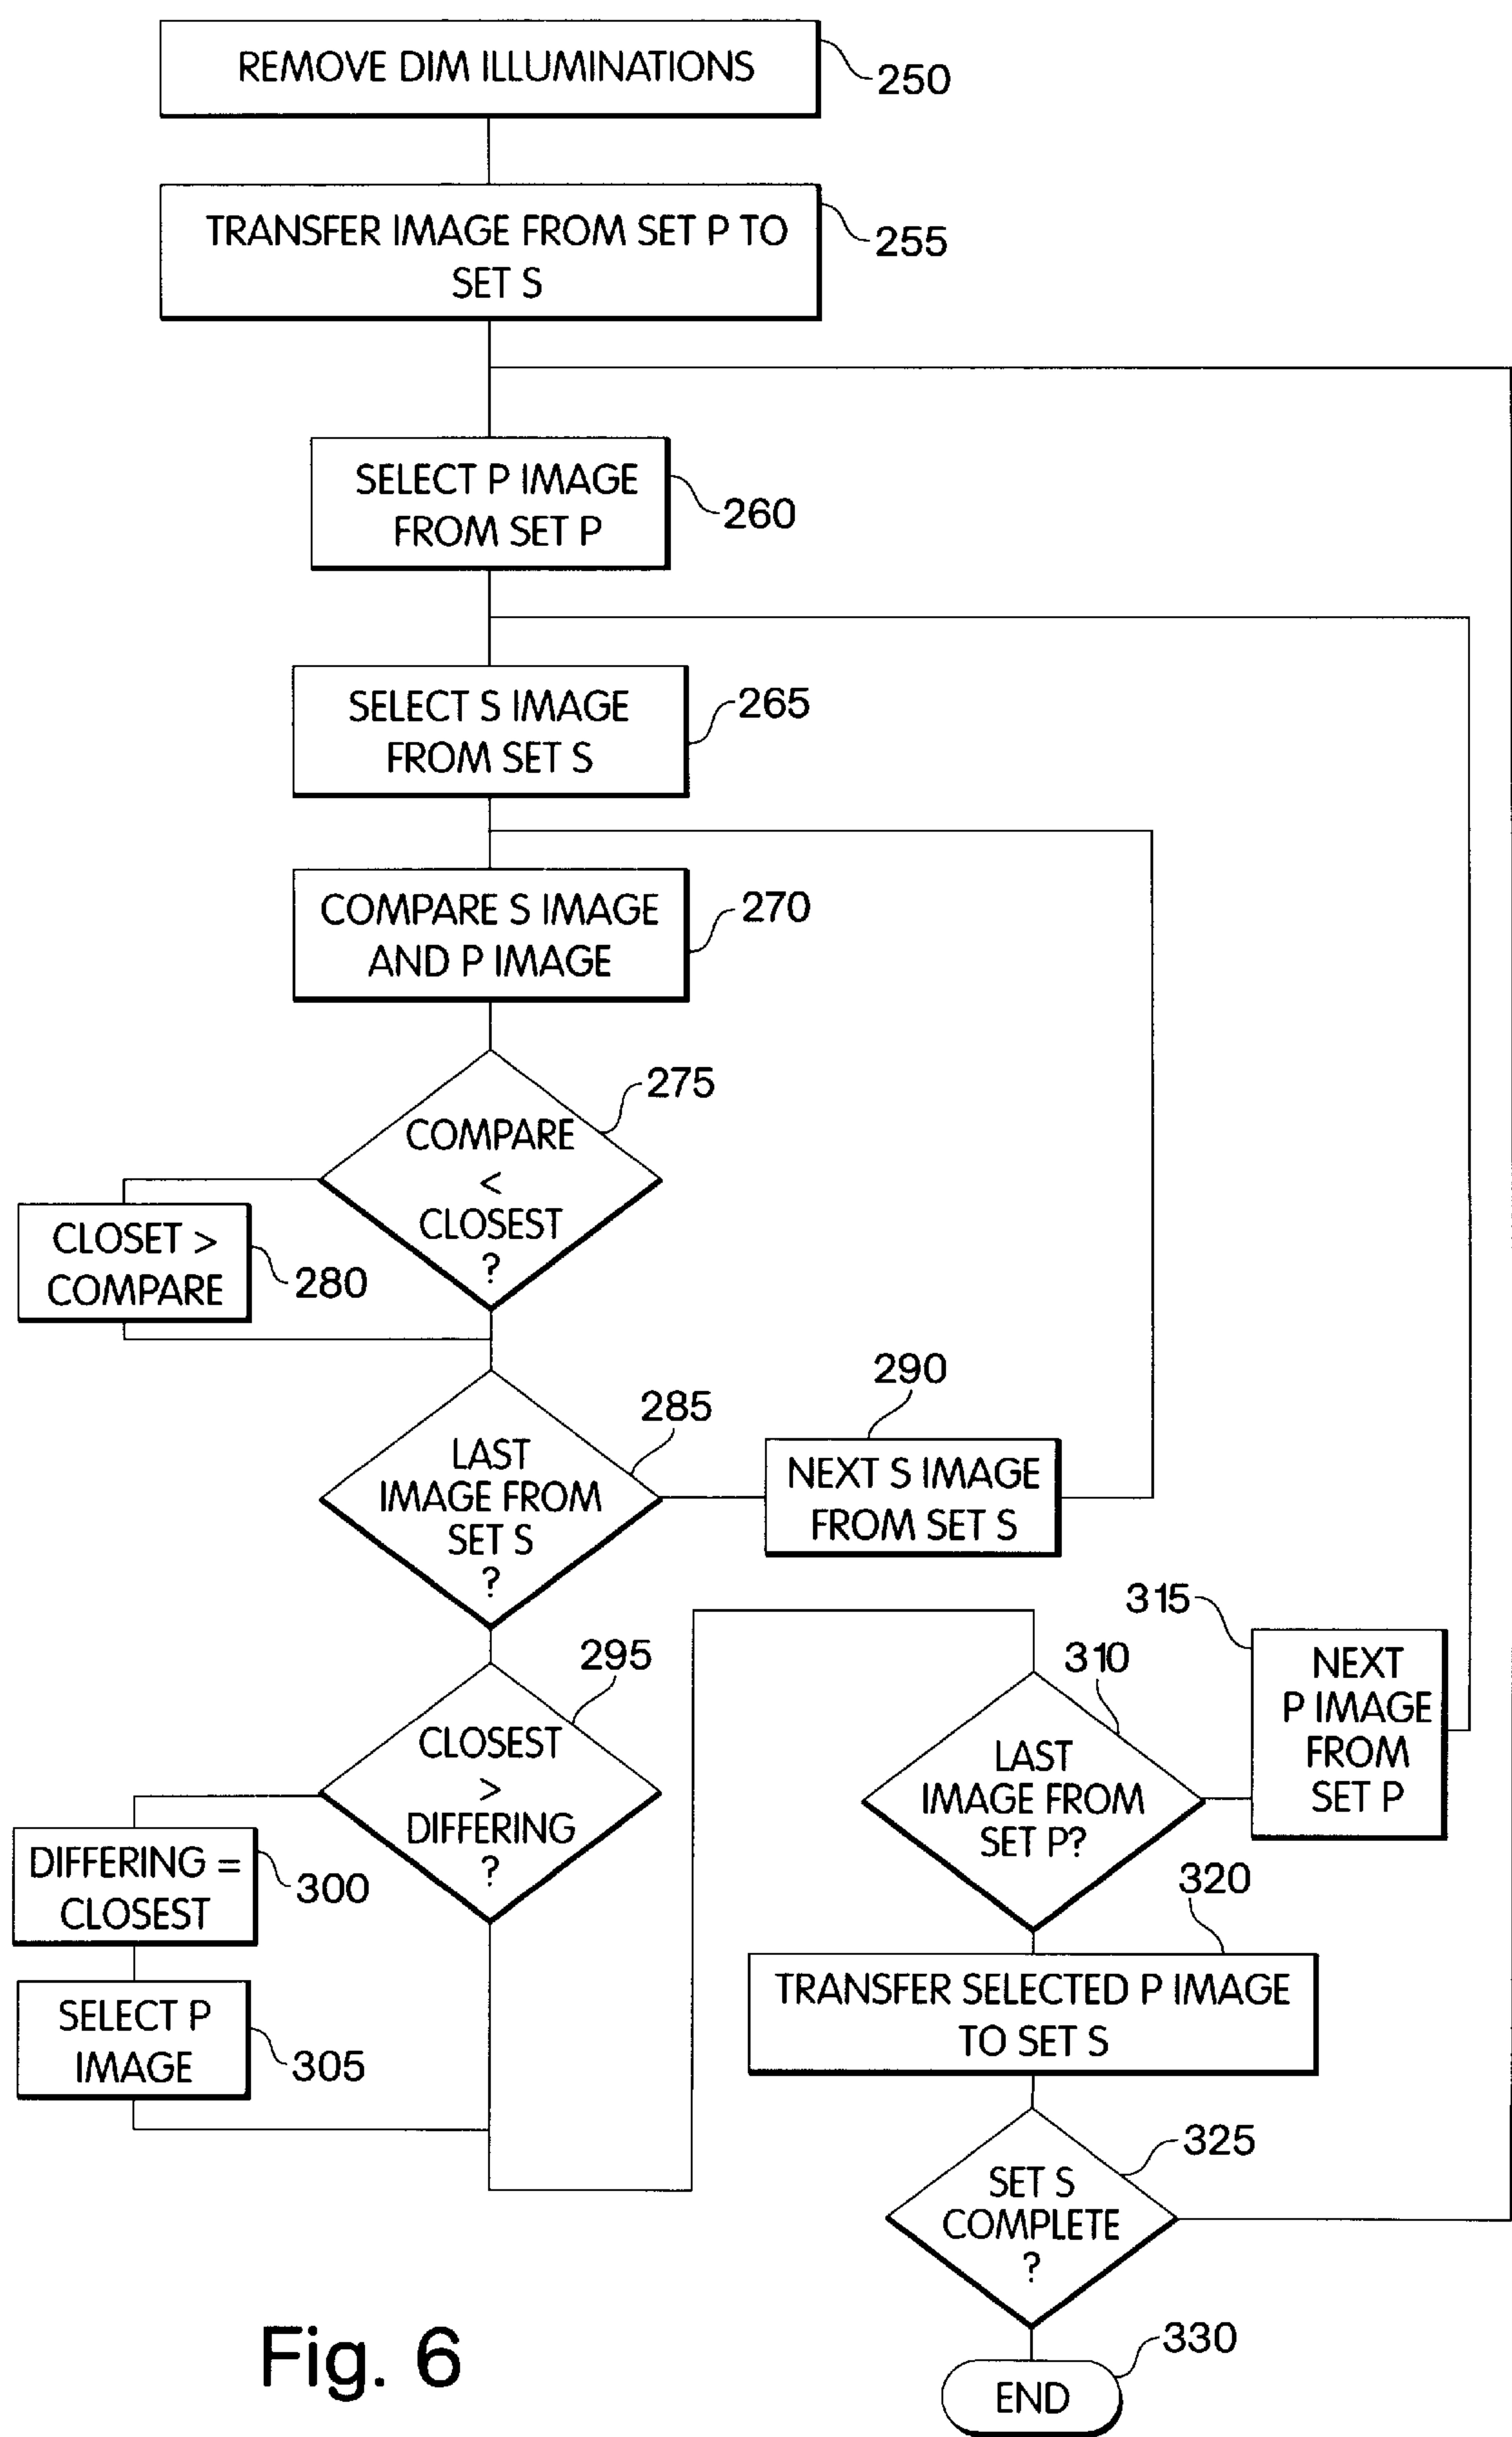 REMOVE DIM ILLUMINATIONS
250
TRANSFER IMAGE FROM SET P TO
SET S
255
SELECT P IMAGE
FROM SET P
260
SELECT S IMAGE
FROM SET S
265
COMPARE S IMAGE
AND P IMAGE
270
COMPARE
<
CLOSEST
?
275
CLOSET >
COMPARE
280
LAST
IMAGE FROM
SET S
?
285
NEXT S IMAGE
FROM SET S
290
CLOSEST
>
DIFFERING
?
295
DIFFERING =
CLOSEST
300
SELECT P
IMAGE
305
LAST
IMAGE FROM
SET P?
310
NEXT
P IMAGE
FROM
SET P
315
TRANSFER SELECTED P IMAGE
TO SET S
320
SET S
COMPLETE
?
325
END
330
Fig. 6